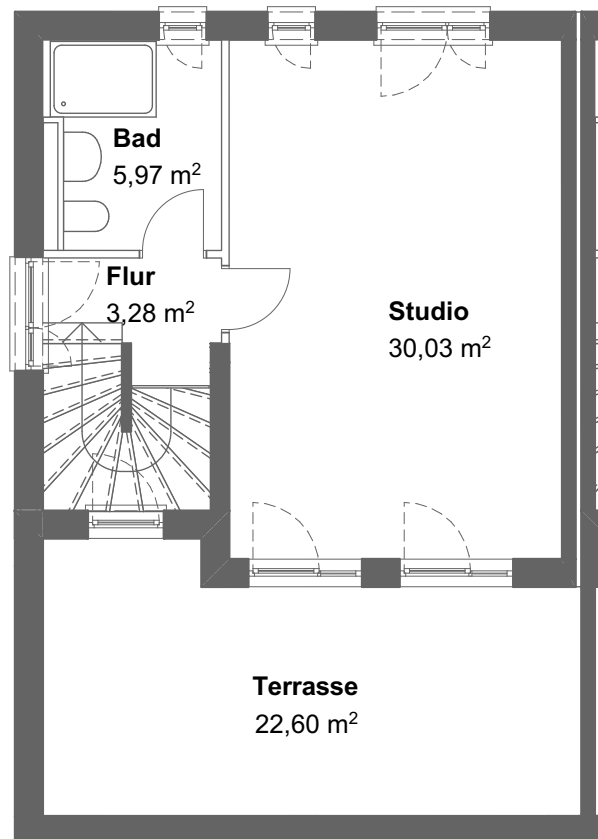 Bad
5,97 m²
Flur
3,28 m²
Studio
30,03 m²
Terrasse
22,60 m²